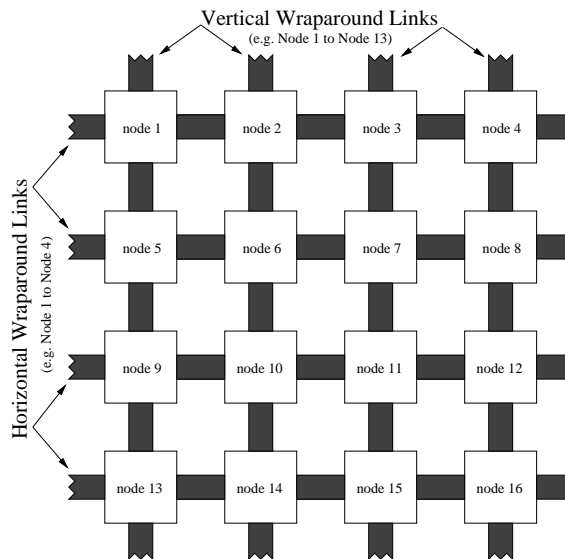 Vertical Wraparound Links
(e.g. Node 1 to Node 13)
Horizontal Wraparound Links
(e.g. Node 1 to Node 4)
node 1
node 2
node 3
node 4
node 5
node 6
node 7
node 8
node 9
node 10
node 11
node 12
node 13
node 14
node 15
node 16